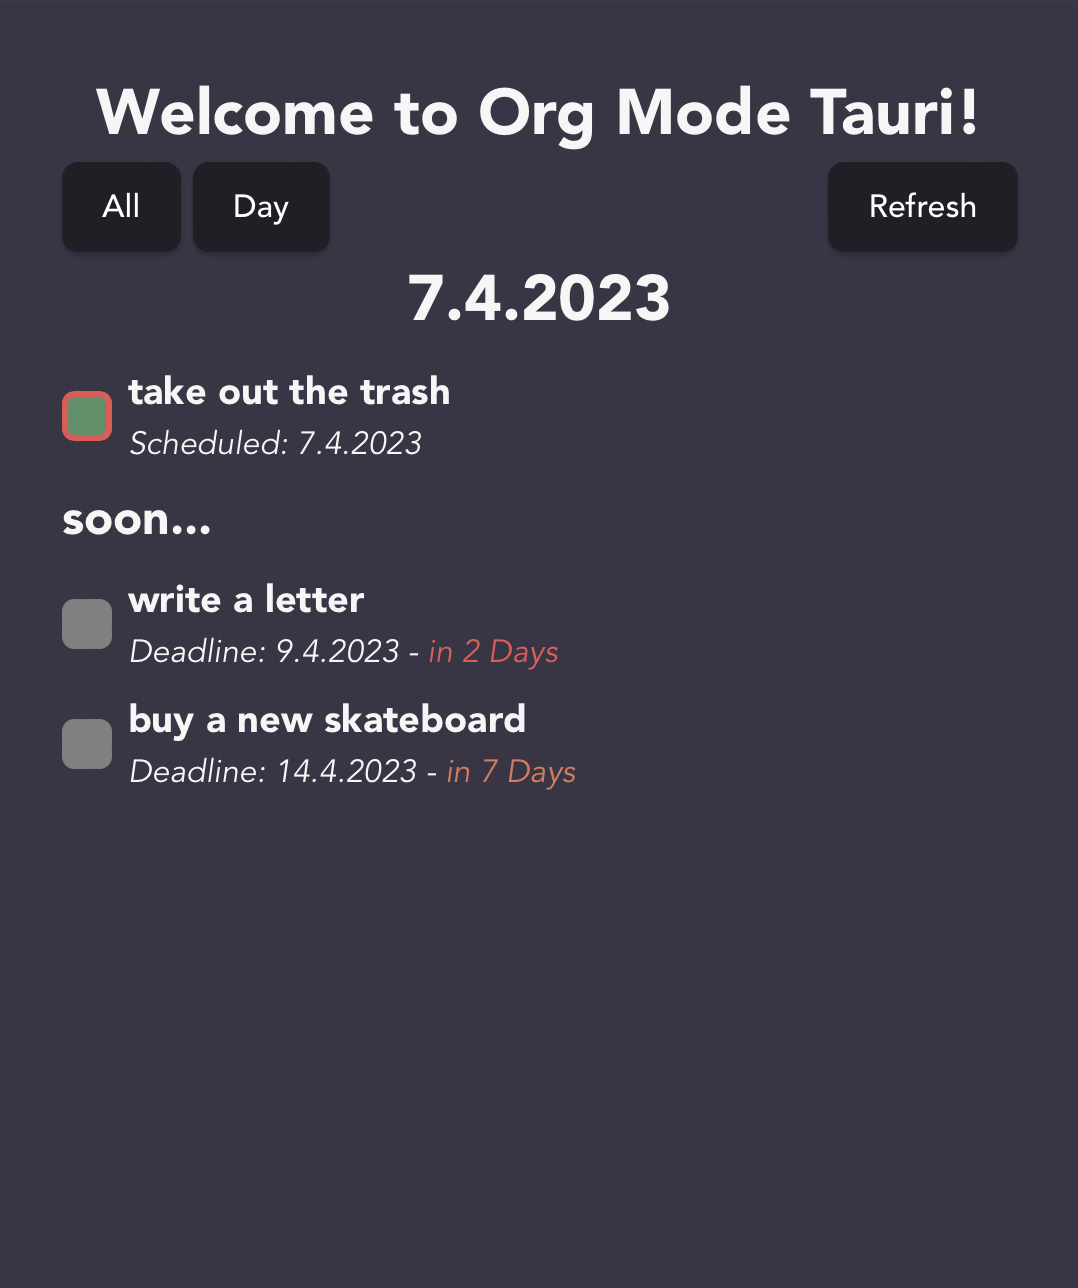 Welcome to Org Mode Tauri!
All Day Refresh
7.4.2023
take out the trash
Scheduled: 7.4.2023
soon...
write a letter
Deadline: 9.4.2023 - in 2 Days
buy a new skateboard
Deadline: 14.4.2023 - in 7 Days